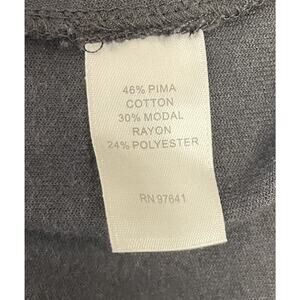 46% PIMA
COTTON
30% MODAL
RAYON
24% POLYESTER
RN 97641